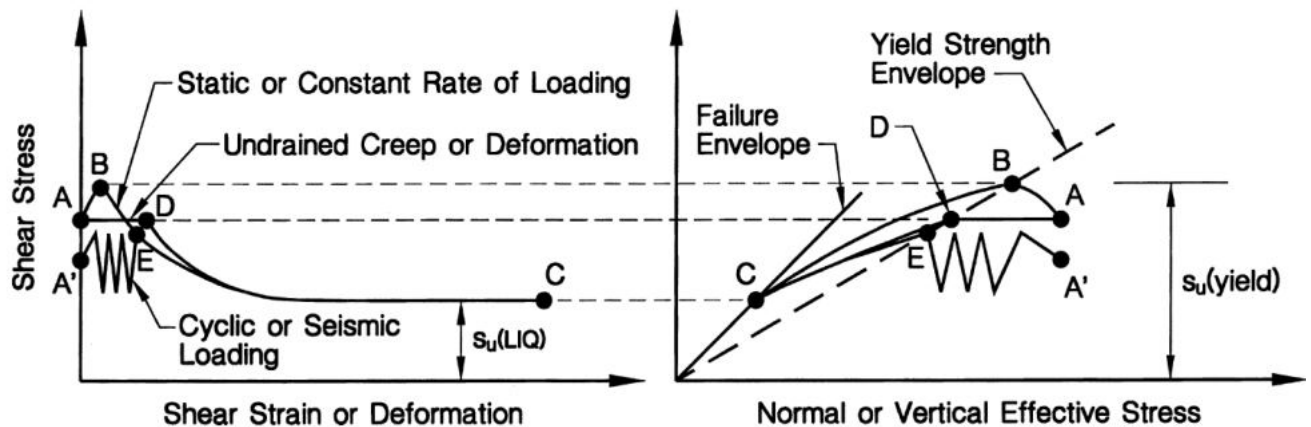 Shear Stress
Static or Constant Rate of Loading
Undrained Creep or Deformation
B
A
D
E
A'
C
Cyclic or Seismic
Loading
su(LIQ)
Shear Strain or Deformation
Yield Strength
Envelope
Failure
Envelope
D
B
A
E
A'
C
su(yield)
Normal or Vertical Effective Stress